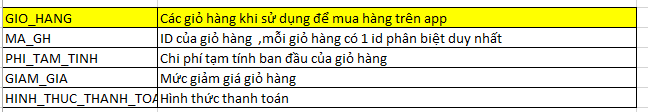 GIO_HANG Các giỏ hàng khi sử dụng để mua hàng trên app
MA_GH ID của giỏ hàng ,mỗi giỏ hàng có 1 id phân biệt duy nhất
PHI_TAM_TINH Chi phí tạm tính ban đầu của giỏ hàng
GIAM_GIA Mức giảm giá giỏ hàng
HINH_THUC_THANH_TOA Hình thức thanh toán